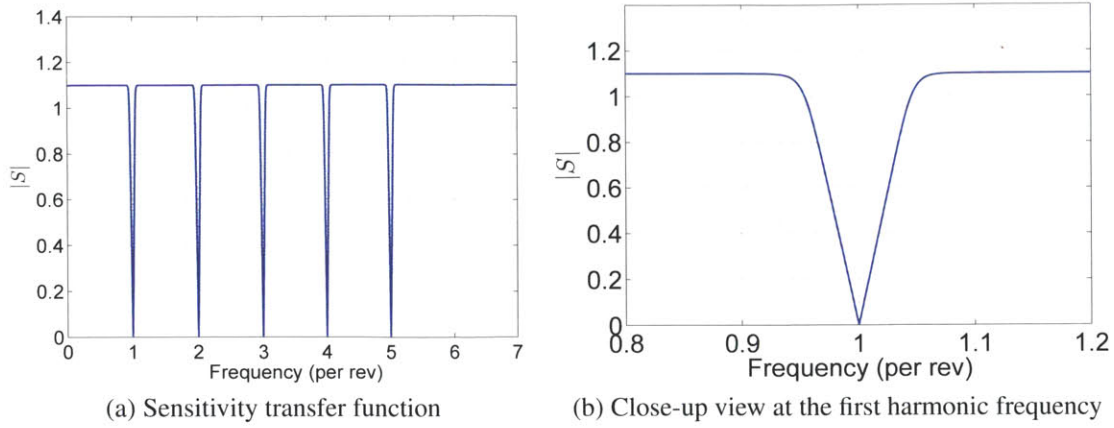 1.4
1.2
1
0.8
0.6
0.4
0.2
0
|S|
0 1 2 3 4 5 6 7
Frequency (per rev)
(a) Sensitivity transfer function
1.2
1
0.8
0.6
0.4
0.2
0
|S|
0.8 0.9 1 1.1 1.2
Frequency (per rev)
(b) Close-up view at the first harmonic frequency